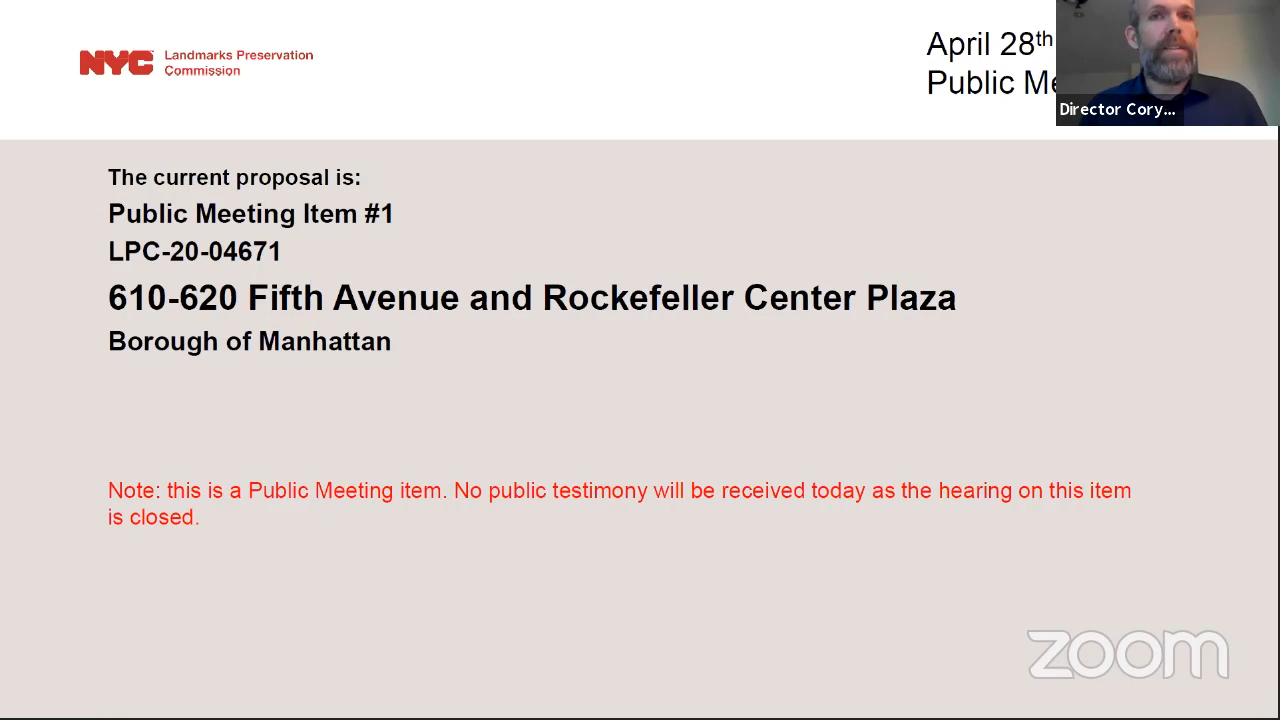 NYC Landmarks Preservation
Commission
April 28th
Public Me
Director Cory...
The current proposal is:
Public Meeting Item #1
LPC-20-04671
610-620 Fifth Avenue and Rockefeller Center Plaza
Borough of Manhattan
Note: this is a Public Meeting item. No public testimony will be received today as the hearing on this item
is closed.
zoom